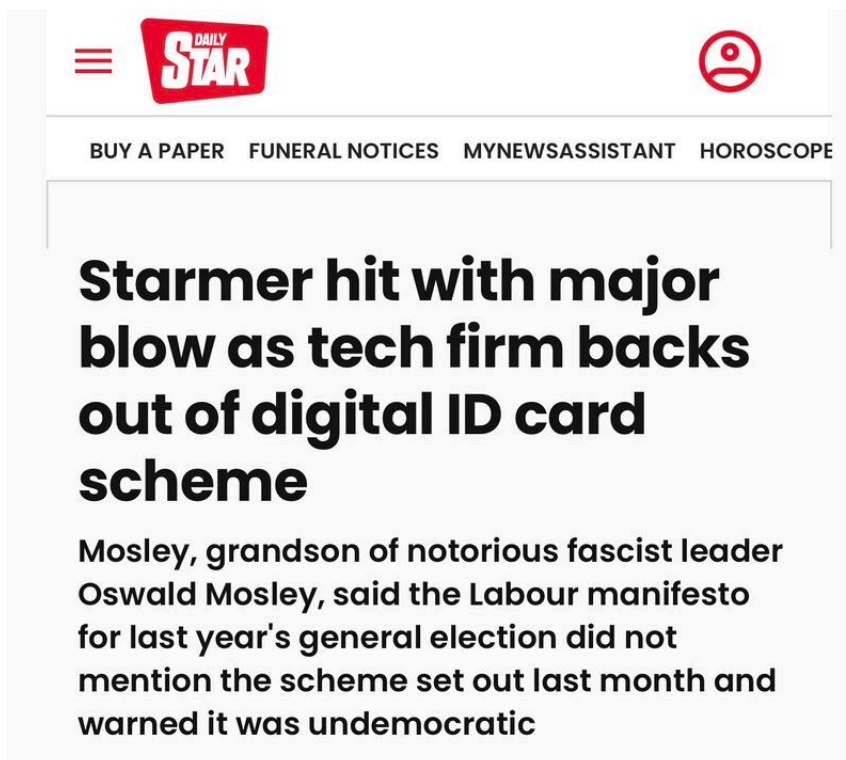 DAILY
STAR
BUY A PAPER FUNERAL NOTICES MYNEWSASSISTANT HOROSCOPE
Starmer hit with major
blow as tech firm backs
out of digital ID card
scheme
Mosley, grandson of notorious fascist leader
Oswald Mosley, said the Labour manifesto
for last year's general election did not
mention the scheme set out last month and
warned it was undemocratic